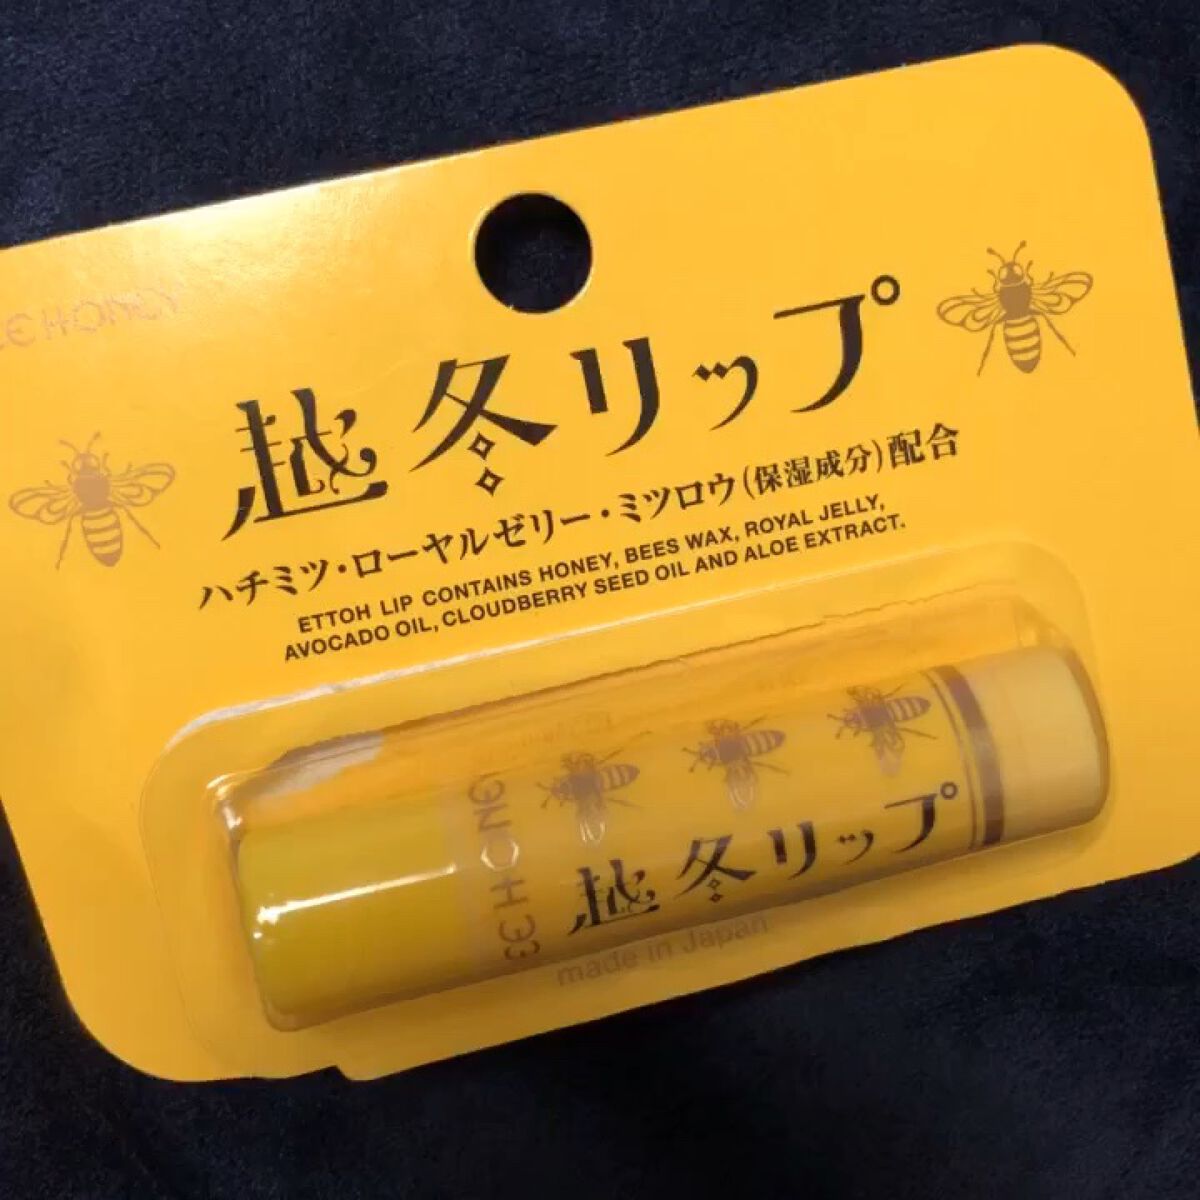 HONEY
越冬リップ
ハチミツ・ローヤルゼリー・ミツロウ(保湿成分)配合
ETTOH LIP CONTAINS HONEY, BEES WAX, ROYAL JELLY,
AVOCADO OIL, CLOUDBERRY SEED OIL AND ALOE EXTRACT.
HONEY
越冬リップ
made in Japan